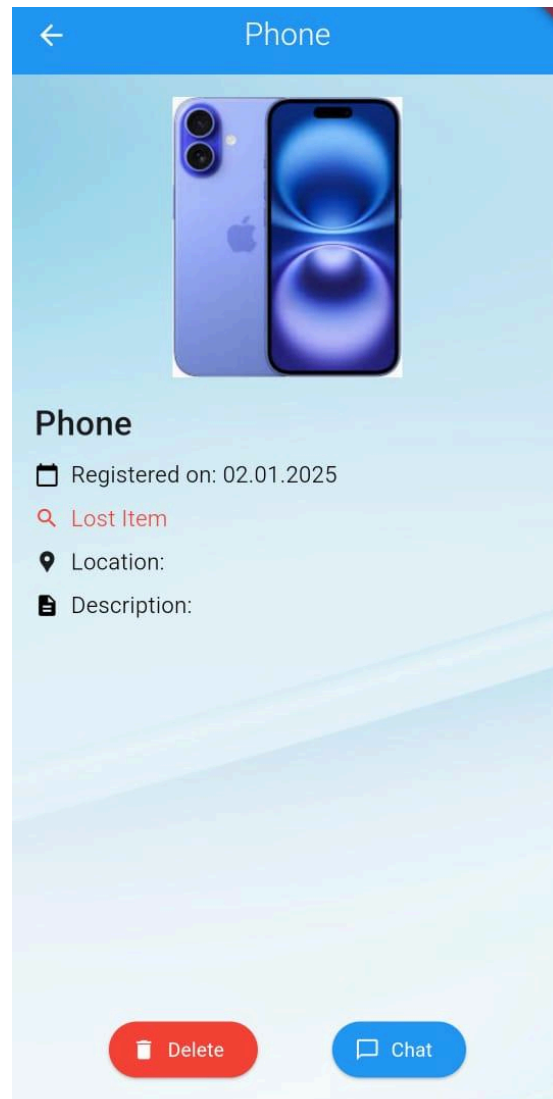 Phone
Phone
Registered on: 02.01.2025
Lost Item
Location:
Description:
Delete
Chat